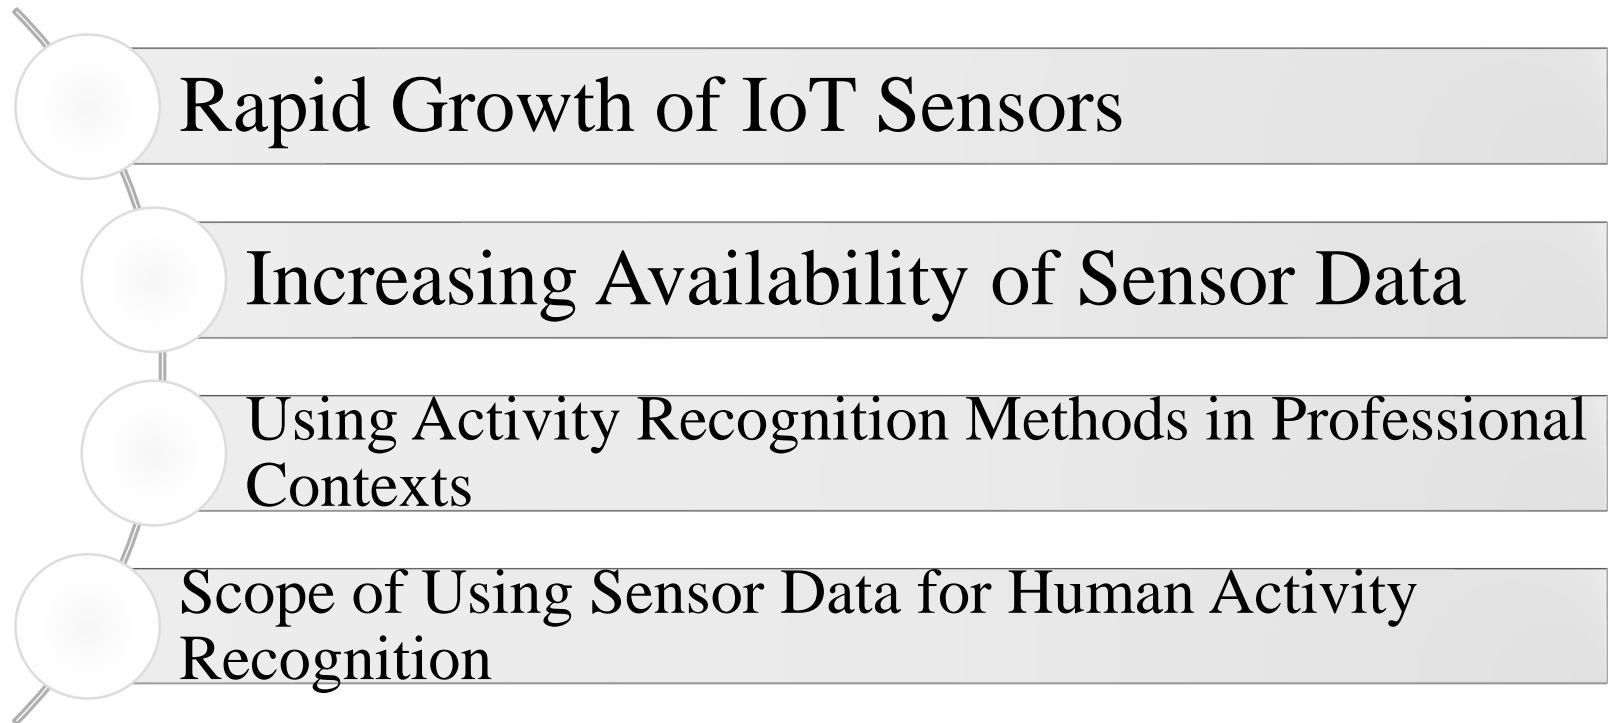 Rapid Growth of IoT Sensors
Increasing Availability of Sensor Data
Using Activity Recognition Methods in Professional
Contexts
Scope of Using Sensor Data for Human Activity
Recognition